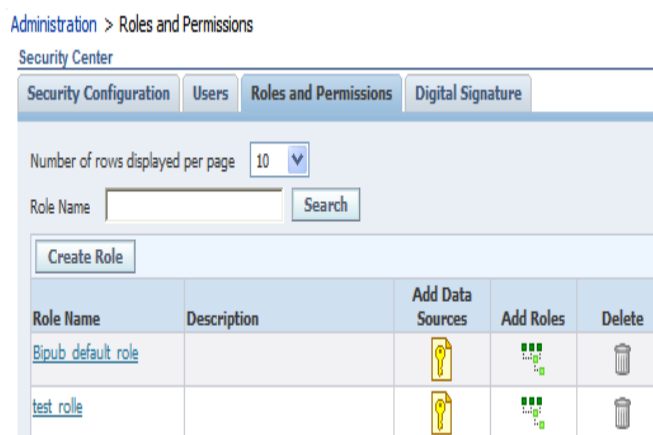 Administration > Roles and Permissions
Security Center
Security Configuration Users Roles and Permissions Digital Signature
Number of rows displayed per page 10
Role Name Search
Create Role
Role Name Description Add Data Sources Add Roles Delete
Bipub_default_role
test_rolle